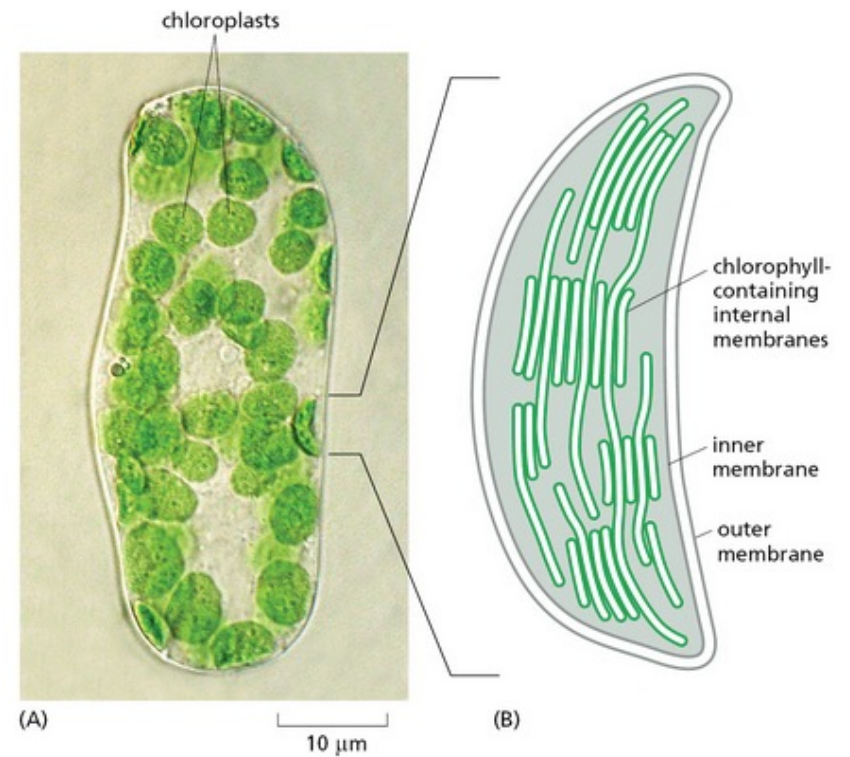 chloroplasts
chlorophyll-
containing
internal
membranes
inner
membrane
outer
membrane
(A)
10 µm
(B)